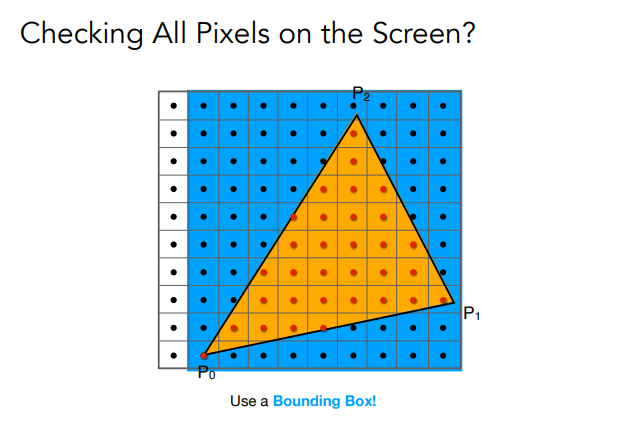 Checking All Pixels on the Screen?
P2
P1
P0
Use a Bounding Box!